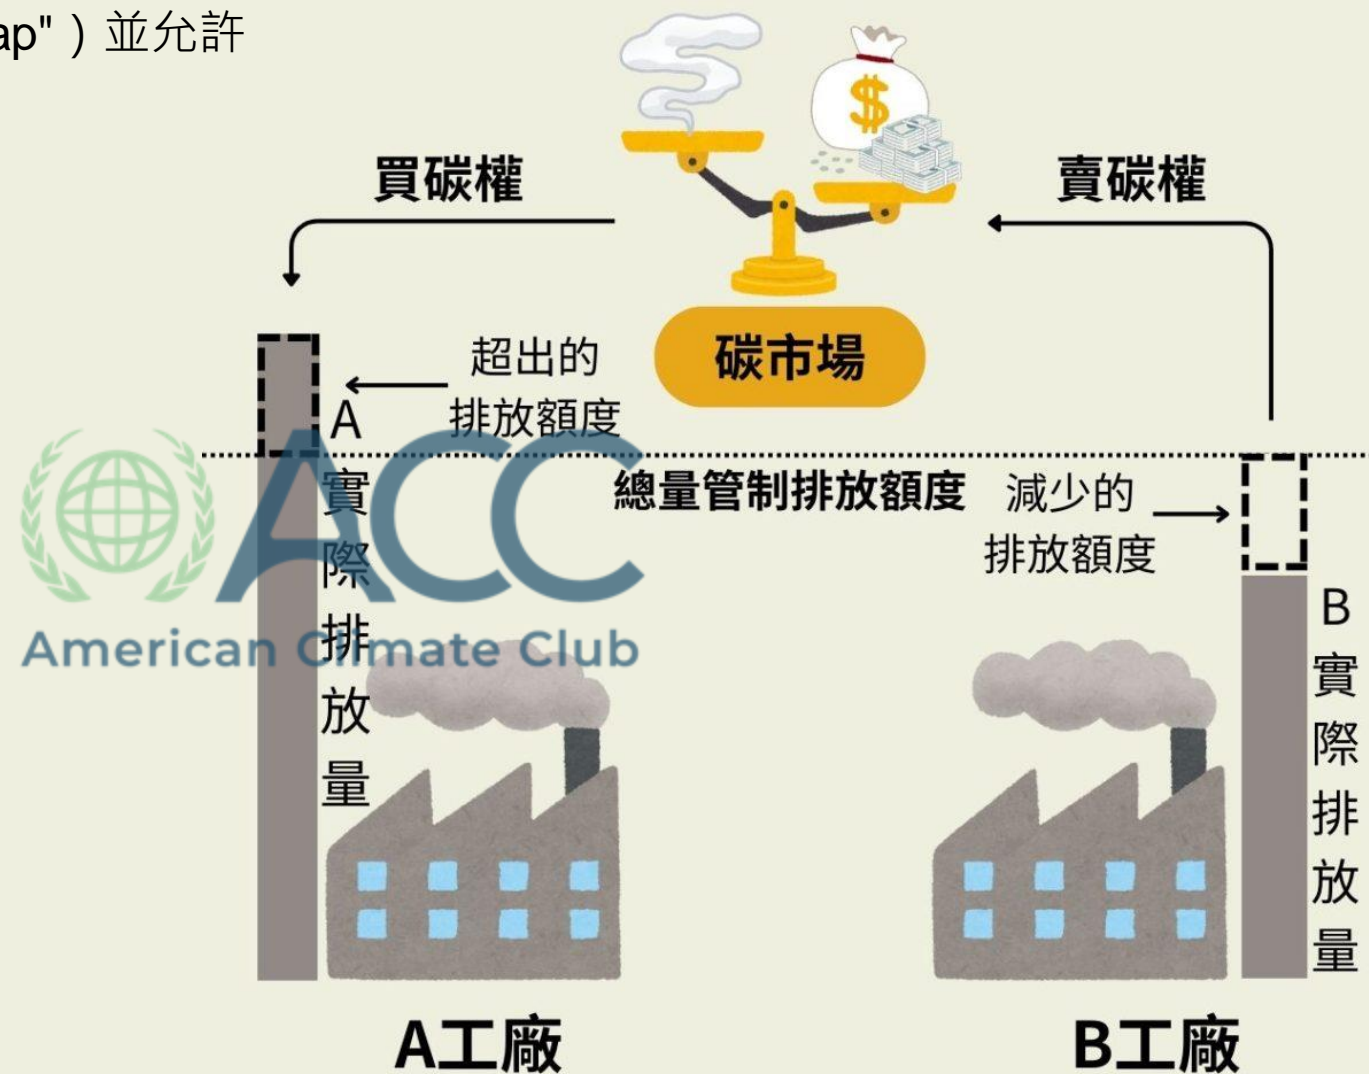 ap" ) 並允許
$
買碳權
賣碳權
碳市場
超出的
排放額度
A實際排放量
總量管制排放額度
減少的
排放額度
B實際排放量
ACC
American Climate Club
A工廠
B工廠